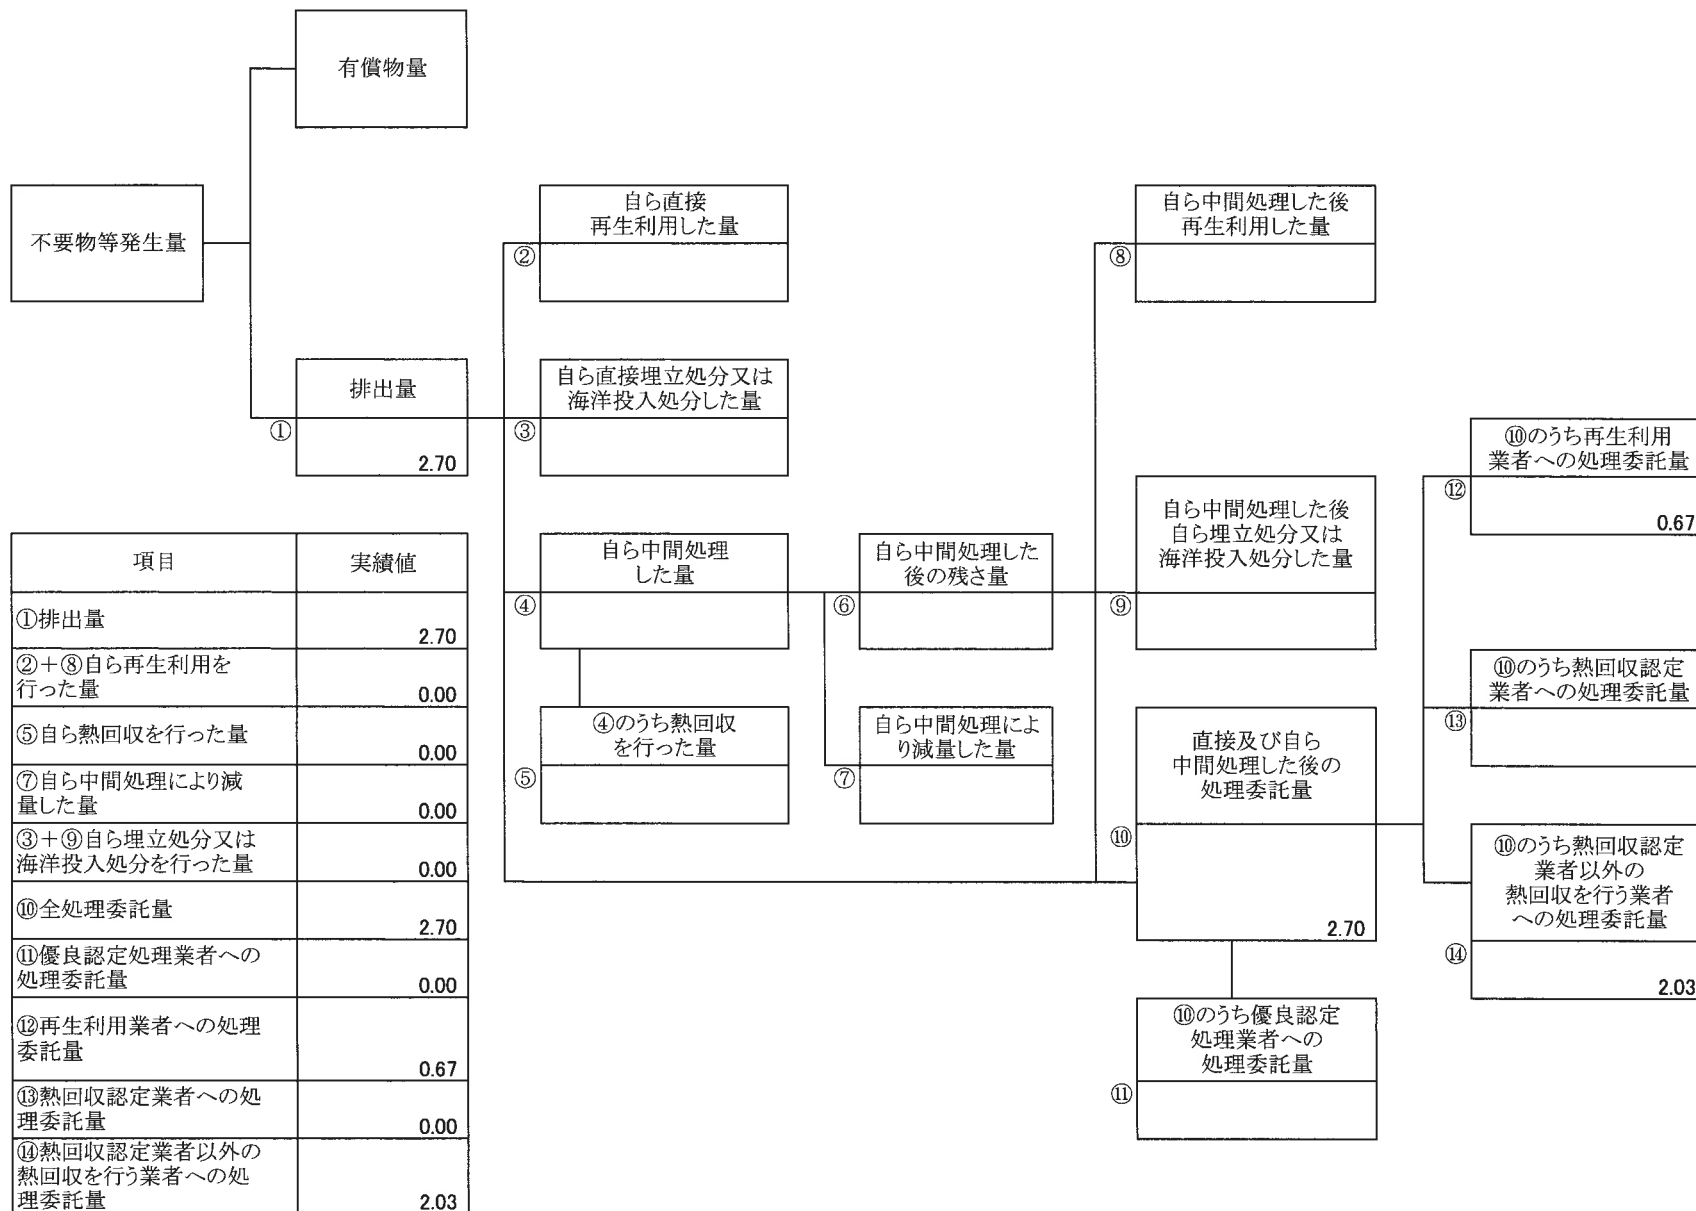 有償物量
不要物等発生量
自ら直接
再生利用した量
②
自ら中間処理した後
再生利用した量
⑧
排出量
①
2.70
自ら直接埋立処分又は
海洋投入処分した量
③
⑩のうち再生利用
業者への処理委託量
⑫
0.67
自ら中間処理
した量
④
自ら中間処理した
後の残さ量
⑥
自ら中間処理した後
自ら埋立処分又は
海洋投入処分した量
⑨
④のうち熱回収
を行った量
⑤
自ら中間処理によ
り減量した量
⑦
直接及び自ら
中間処理した後の
処理委託量
⑩
2.70
⑩のうち熱回収認定
業者への処理委託量
⑬
⑩のうち熱回収認定
業者以外の
熱回収を行う業者
への処理委託量
⑭
2.03
⑩のうち優良認定
処理業者への
処理委託量
⑪
項目 実績値
①排出量
2.70
②+⑧自ら再生利用を
行った量
0.00
⑤自ら熱回収を行った量
0.00
⑦自ら中間処理により減
量した量
0.00
③+⑨自ら埋立処分又は
海洋投入処分を行った量
0.00
⑩全処理委託量
2.70
⑪優良認定処理業者への
処理委託量
0.00
⑫再生利用業者への処理
委託量
0.67
⑬熱回収認定業者への処
理委託量
0.00
⑭熱回収認定業者以外の
熱回収を行う業者への処
理委託量
2.03